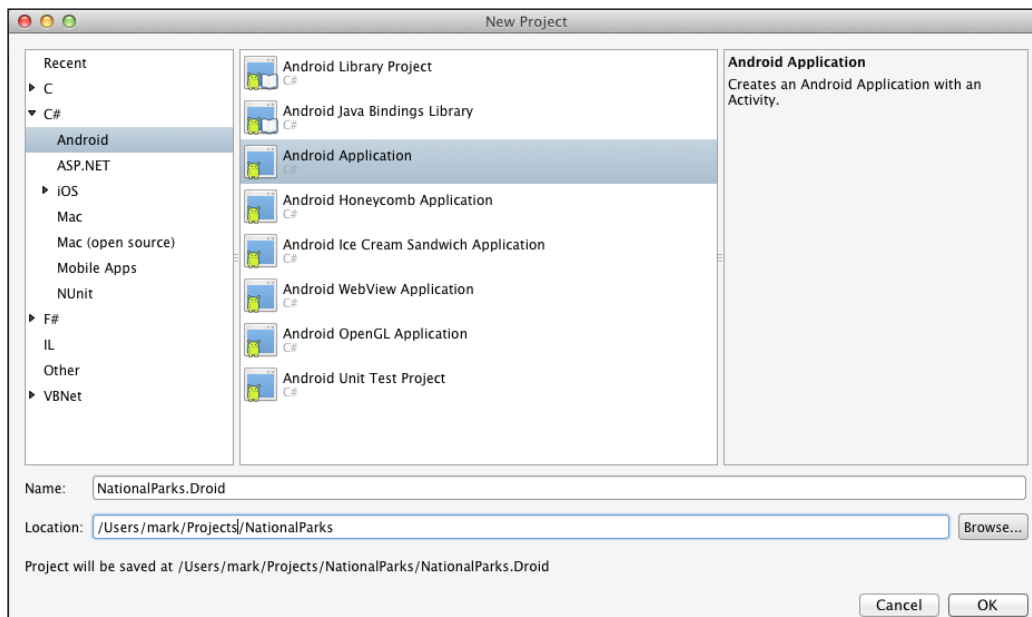 New Project
Recent
C
C#
Android
ASP.NET
iOS
Mac
Mac (open source)
Mobile Apps
NUnit
F#
IL
Other
VBNet
Android Library Project
C#
Android Java Bindings Library
C#
Android Application
C#
Android Honeycomb Application
C#
Android Ice Cream Sandwich Application
C#
Android WebView Application
C#
Android OpenGL Application
C#
Android Unit Test Project
C#
Android Application
Creates an Android Application with an
Activity.
Name: NationalParks.Droid
Location: /Users/mark/Projects/NationalParks Browse...
Project will be saved at /Users/mark/Projects/NationalParks/NationalParks.Droid
Cancel OK